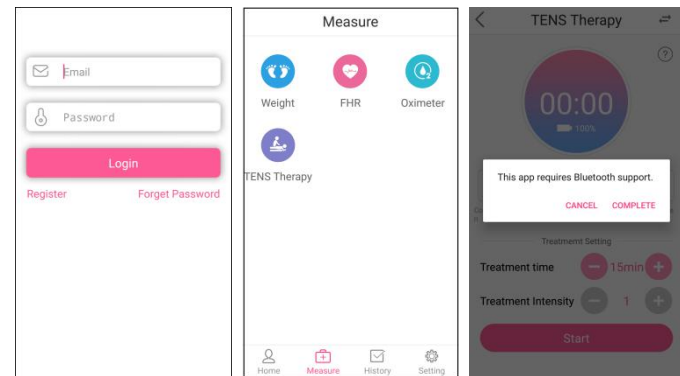 Email
Password
Login
Register Forget Password
Measure
Weight FHR Oximeter
TENS Therapy
Home Measure History Setting
TENS Therapy
?
00:00
100%
This app requires Bluetooth support.
CANCEL COMPLETE
Treatment Setting
Treatment time 15min
Treatment Intensity 1
Start